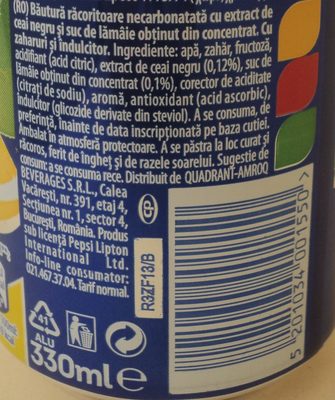 (RO) Băutură răcoritoare necarbonatată cu extract de
ceai negru și suc de lămâie obținut din concentrat. Cu
zaharuri și îndulcitor. Ingrediente: apă, zahăr, fructoză,
acidifiant (acid citric), extract de ceai negru (0,12%), suc de
lămâie obținut din concentrat (0,1%), corector de aciditate
(citrați de sodiu), aromă, antioxidant (acid ascorbic),
îndulcitor (glicozide derivate din steviol). A se consuma, de
preferință, înainte de data inscripționată pe baza cutiei.
Ambalat în atmosferă protectoare. A se păstra la loc curat și
răcoros, ferit de îngheț și de razele soarelui. Sugestie de
consum: a se consuma rece. Distribuit de QUADRANT-AMROQ
BEVERAGES S.R.L., Calea
Văcărești, nr. 391, etaj 4,
Secțiunea nr. 1, sector 4,
București, România. Produs
sub licență Pepsi Lipton
International Ltd.
Info-line consumator:
021.467.37.04. Tarif normal.
R3ZF13/B
41
ALU
330ml e
5 201034 001550 >